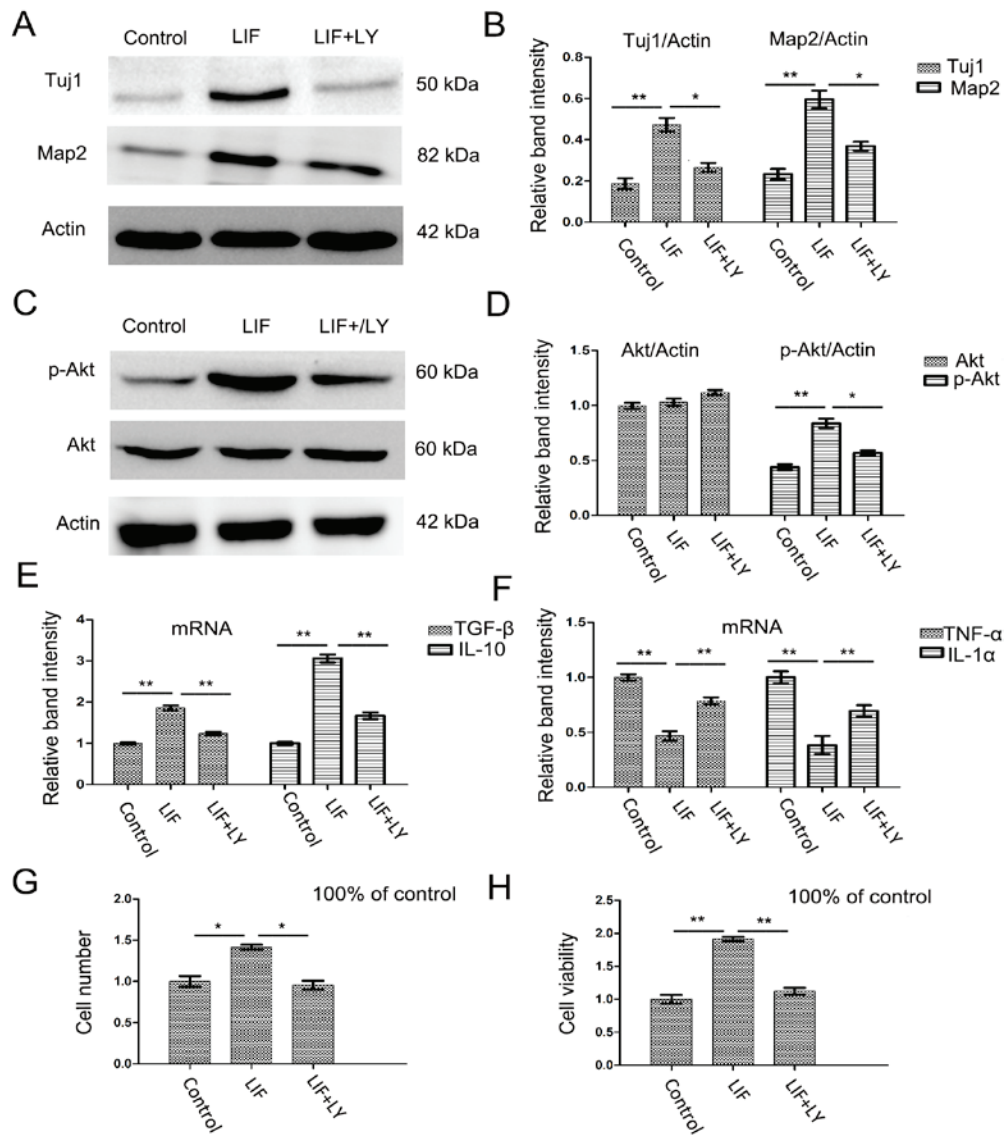 A
Control LIF LIF+LY
Tuj1 50 kDa
Map2 82 kDa
Actin 42 kDa
B
Tuj1/Actin Map2/Actin
Tuj1
Map2
Relative band intensity
0.8
0.6
0.4
0.2
0.0
** * ** *
Control LIF LIF+LY Control LIF LIF+LY
C
Control LIF LIF+/LY
p-Akt 60 kDa
Akt 60 kDa
Actin 42 kDa
D
Akt/Actin p-Akt/Actin
Akt
p-Akt
Relative band intensity
1.5
1.0
0.5
0.0
** *
Control LIF LIF+LY Control LIF LIF+LY
E
mRNA
TGF-β
IL-10
Relative band intensity
4
3
2
1
0
** ** ** **
Control LIF LIF+LY Control LIF LIF+LY
F
mRNA
TNF-α
IL-1α
Relative band intensity
1.5
1.0
0.5
0.0
** ** ** **
Control LIF LIF+LY Control LIF LIF+LY
G
100% of control
Cell number
2.0
1.5
1.0
0.5
0.0
* *
Control LIF LIF+LY
H
100% of control
Cell viability
2.5
2.0
1.5
1.0
0.5
0.0
** **
Control LIF LIF+LY